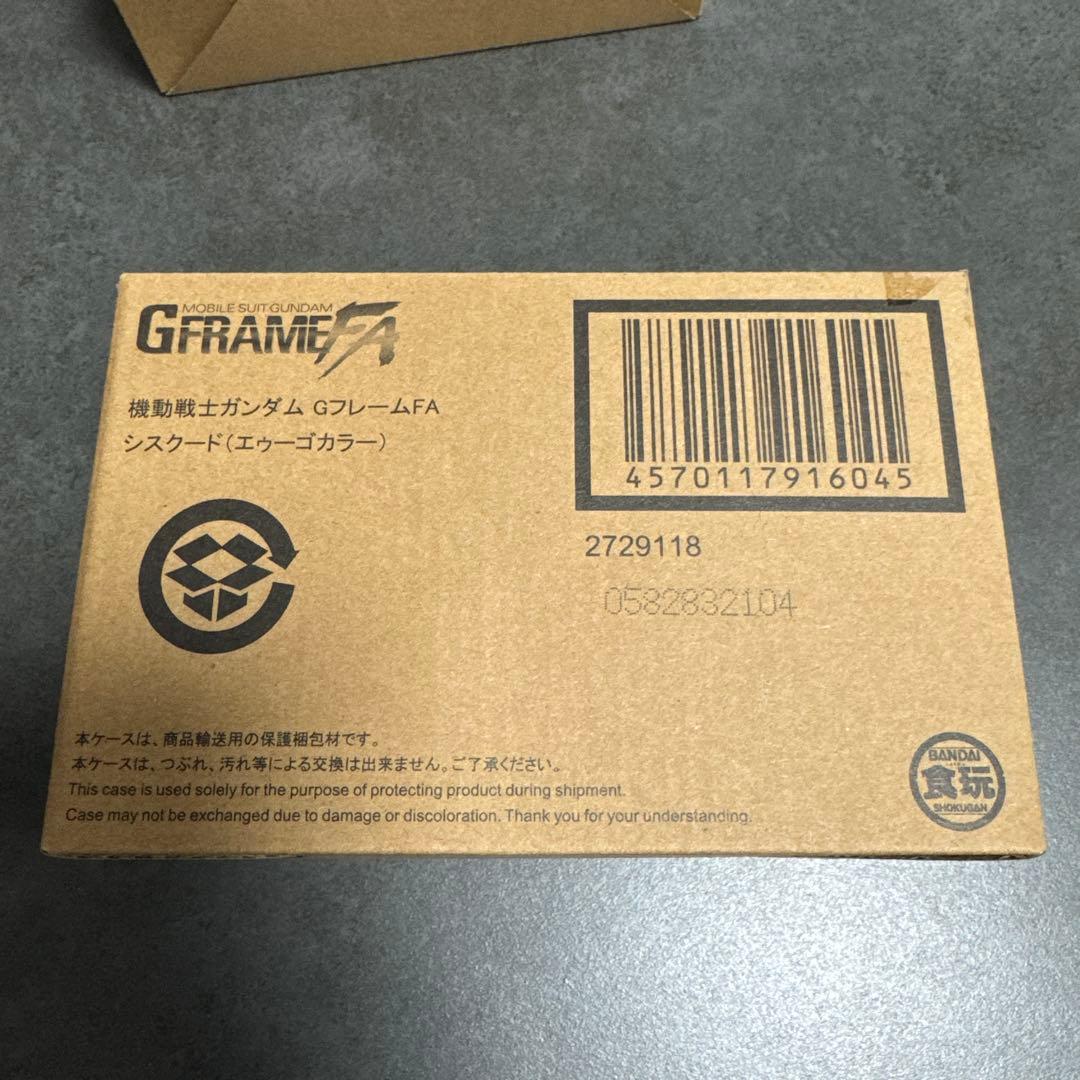 MOBILE SUIT GUNDAM
GFRAME FA
機動戦士ガンダム GフレームFA
シスクード(エゥーゴカラー)
4570117916045
2729118
0582832104
本ケースは、商品輸送用の保護梱包材です。
本ケースは、つぶれ、汚れ等による交換は出来ません。ご了承ください。
This case is used solely for the purpose of protecting product during shipment.
Case may not be exchanged due to damage or discoloration. Thank you for your understanding.
BANDAI
食玩
SHOKUGAN